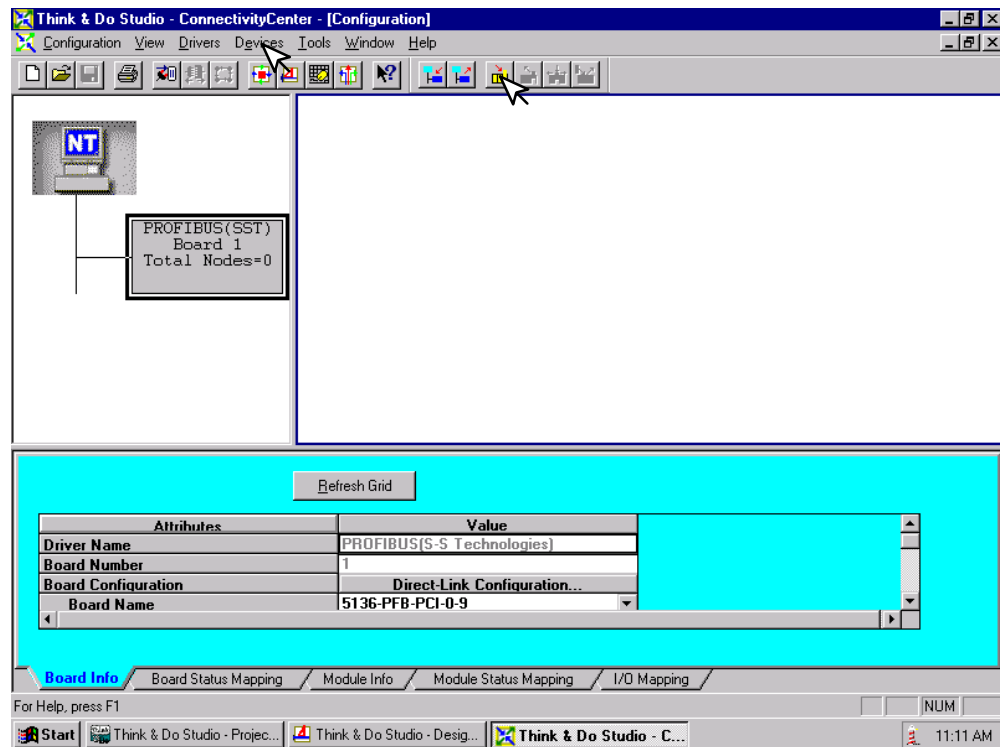 Think & Do Studio - ConnectivityCenter - [Configuration]
Configuration View Drivers Devices Tools Window Help
NT
PROFIBUS(SST)
Board 1
Total Nodes=0
Refresh Grid
Attributes Value
Driver Name PROFIBUS(S-S Technologies)
Board Number 1
Board Configuration Direct-Link Configuration...
Board Name 5136-PFB-PCI-0-9
Board Info Board Status Mapping Module Info Module Status Mapping I/O Mapping
For Help, press F1 NUM
Start Think & Do Studio - Projec... Think & Do Studio - Desig... Think & Do Studio - C... 11:11 AM